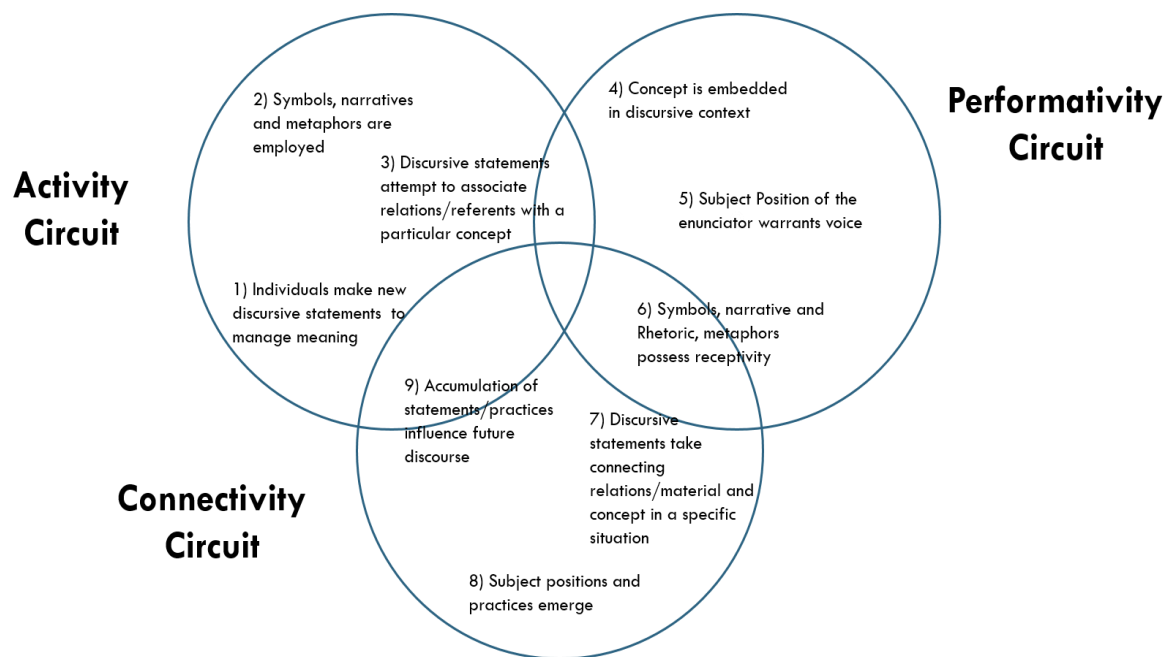 Activity
Circuit
Performativity
Circuit
Connectivity
Circuit
2) Symbols, narratives
and metaphors are
employed
3) Discursive statements
attempt to associate
relations/referents with a
particular concept
1) Individuals make new
discursive statements to
manage meaning
4) Concept is embedded
in discursive context
5) Subject Position of the
enunciator warrants voice
6) Symbols, narrative and
Rhetoric, metaphors
possess receptivity
9) Accumulation of
statements/practices
influence future
discourse
7) Discursive
statements take
connecting
relations/material and
concept in a specific
situation
8) Subject positions and
practices emerge